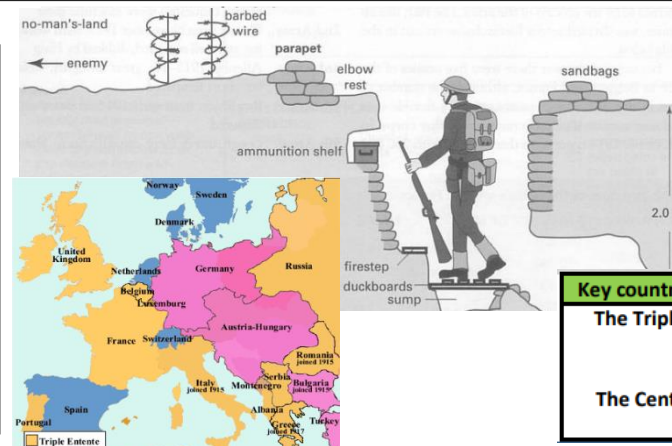 no-man's-land
barbed
wire
enemy
parapet
elbow
rest
sandbags
ammunition shelf
2.0
firestep
duckboards
sump
Norway
Sweden
Denmark
United
Kingdom
Netherlands
Germany
Russia
Belgium
Luxemburg
France
Switzerland
Austria-Hungary
Romania
joined 1915
Italy
joined 1915
Serbia
Montenegro
Bulgaria
joined 1915
Albania
Greece
joined 1917
Turkey
Spain
Portugal
Triple Entente
Key countr
The Tripl
The Cent